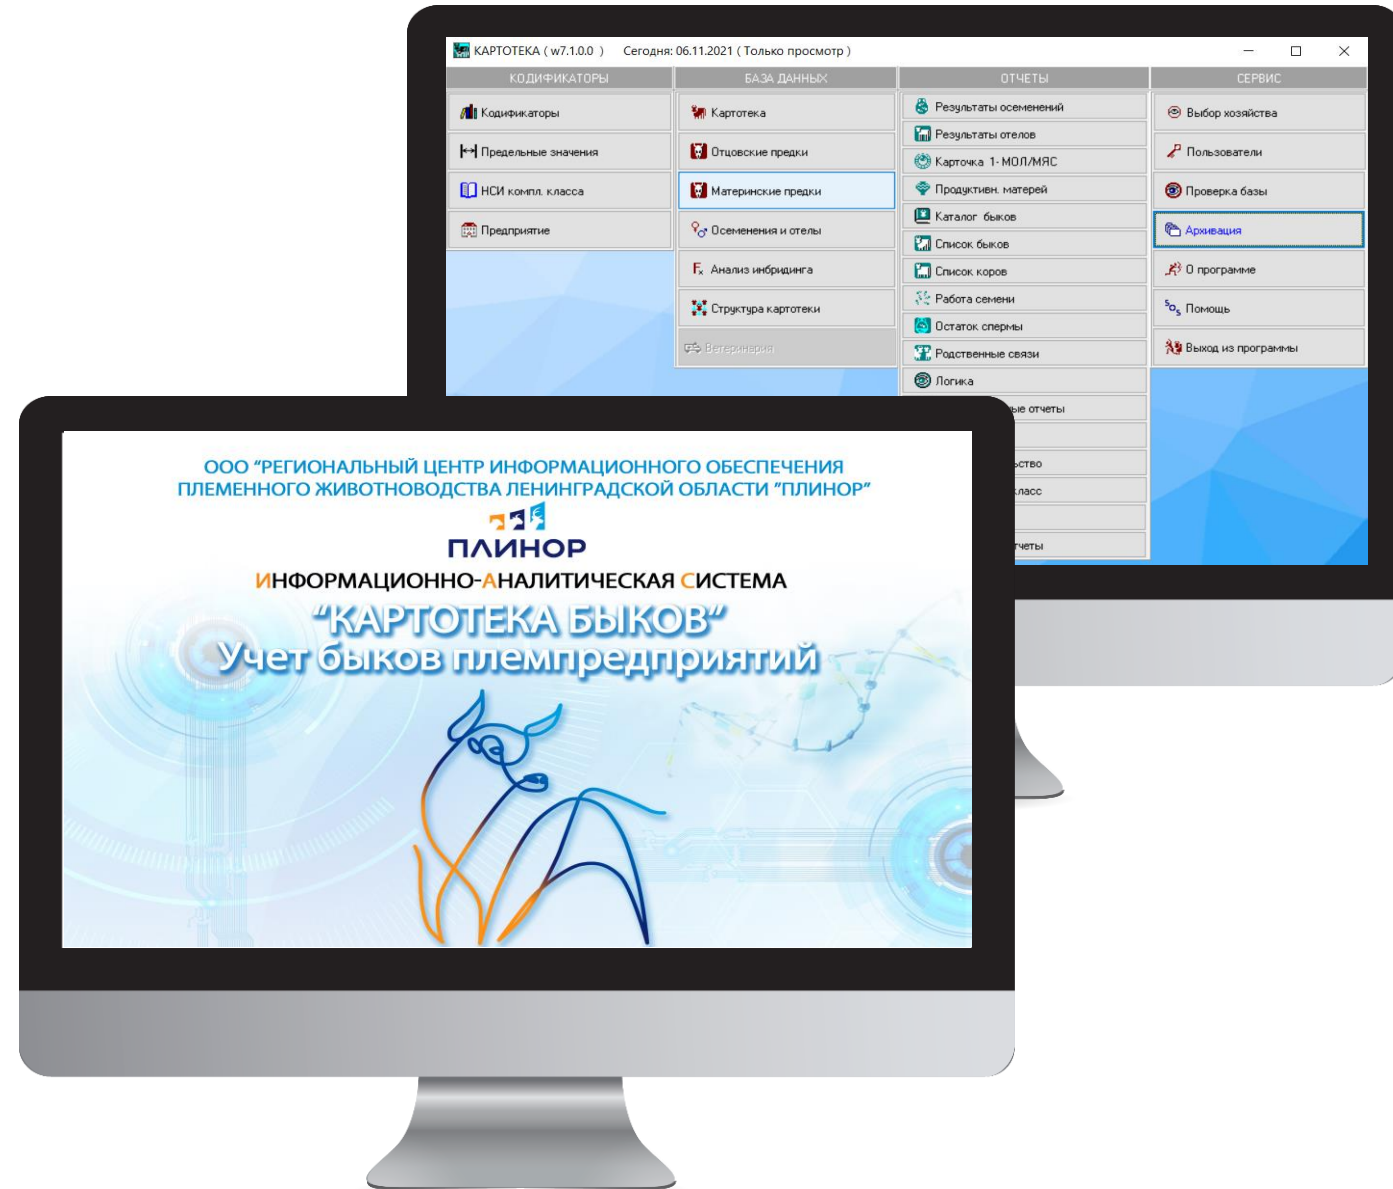 КАРТОТЕКА ( w7.1.0.0 ) Сегодня: 06.11.2021 ( Только просмотр )
КОДИФИКАТОРЫ
Кодификаторы
Предельные значения
НСИ компл. класса
Предприятие
БАЗА ДАННЫХ
Картотека
Отцовские предки
Материнские предки
Осеменения и отелы
Fx Анализ инбридинга
Структура картотеки
Ветеринария
ОТЧЕТЫ
Результаты осеменений
Результаты отелов
Карточка 1- МОЛ/МЯС
Продуктивн. матерей
Каталог быков
Список быков
Список коров
Работа семени
Остаток спермы
Родственные связи
Логика
отчеты
СЕРВИС
Выбор хозяйства
Пользователи
Проверка базы
Архивация
О программе
SOS Помощь
Выход из программы
ООО "РЕГИОНАЛЬНЫЙ ЦЕНТР ИНФОРМАЦИОННОГО ОБЕСПЕЧЕНИЯ
ПЛЕМЕННОГО ЖИВОТНОВОДСТВА ЛЕНИНГРАДСКОЙ ОБЛАСТИ "ПЛИНОР"
ПЛИНОР
ИНФОРМАЦИОННО-АНАЛИТИЧЕСКАЯ СИСТЕМА
"КАРТОТЕКА БЫКОВ"
Учет быков племпредприятий